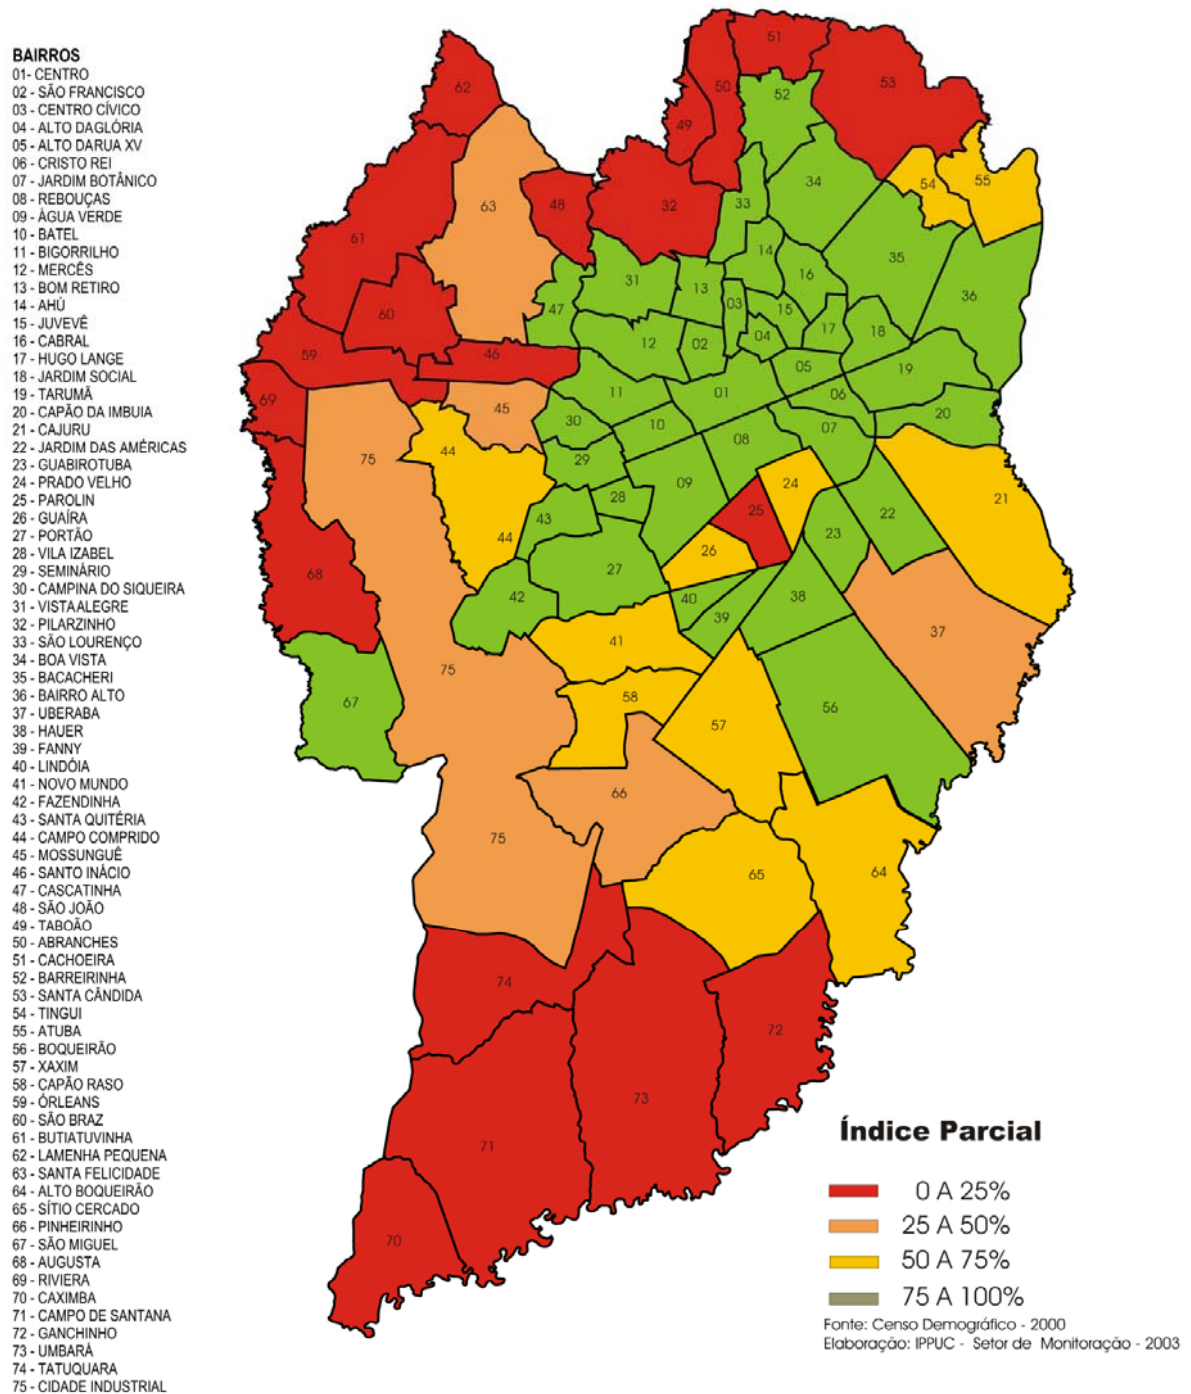 BAIRROS
01- CENTRO
02 - SÃO FRANCISCO
03 - CENTRO CÍVICO
04 - ALTO DAGLÓRIA
05 - ALTO DARUA XV
06 - CRISTO REI
07 - JARDIM BOTÂNICO
08 - REBOUÇAS
09 - ÁGUA VERDE
10 - BATEL
11 - BIGORRILHO
12 - MERCÊS
13 - BOM RETIRO
14 - AHÚ
15 - JUVEVÊ
16 - CABRAL
17 - HUGO LANGE
18 - JARDIM SOCIAL
19 - TARUMÃ
20 - CAPÃO DA IMBUIA
21 - CAJURU
22 - JARDIM DAS AMÉRICAS
23 - GUABIROTUBA
24 - PRADO VELHO
25 - PAROLIN
26 - GUAÍRA
27 - PORTÃO
28 - VILA IZABEL
29 - SEMINÁRIO
30 - CAMPINA DO SIQUEIRA
31 - VISTAALEGRE
32 - PILARZINHO
33 - SÃO LOURENÇO
34 - BOA VISTA
35 - BACACHERI
36 - BAIRRO ALTO
37 - UBERABA
38 - HAUER
39 - FANNY
40 - LINDÓIA
41 - NOVO MUNDO
42 - FAZENDINHA
43 - SANTA QUITÉRIA
44 - CAMPO COMPRIDO
45 - MOSSUNGUÊ
46 - SANTO INÁCIO
47 - CASCATINHA
48 - SÃO JOÃO
49 - TABOÃO
50 - ABRANCHES
51 - CACHOEIRA
52 - BARREIRINHA
53 - SANTA CÂNDIDA
54 - TINGUI
55 - ATUBA
56 - BOQUEIRÃO
57 - XAXIM
58 - CAPÃO RASO
59 - ÓRLEANS
60 - SÃO BRAZ
61 - BUTIATUVINHA
62 - LAMENHA PEQUENA
63 - SANTA FELICIDADE
64 - ALTO BOQUEIRÃO
65 - SÍTIO CERCADO
66 - PINHEIRINHO
67 - SÃO MIGUEL
68 - AUGUSTA
69 - RIVIERA
70 - CAXIMBA
71 - CAMPO DE SANTANA
72 - GANCHINHO
73 - UMBARÁ
74 - TATUQUARA
75 - CIDADE INDUSTRIAL
51
53
62
50
52
49
55
54
34
63
48
32
33
61
14
35
16
31
13
36
47
03
15
60
04
17
18
12
02
59
46
05
19
11
01
06
69
45
20
30
10
07
08
44
75
29
09
24
21
28
25
22
43
23
44
26
27
68
42
40
38
39
37
41
75
58
67
56
57
66
75
65
64
74
72
73
71
70
Índice Parcial
0 A 25%
25 A 50%
50 A 75%
75 A 100%
Fonte: Censo Demográfico - 2000
Elaboração: IPPUC - Setor de Monitoração - 2003